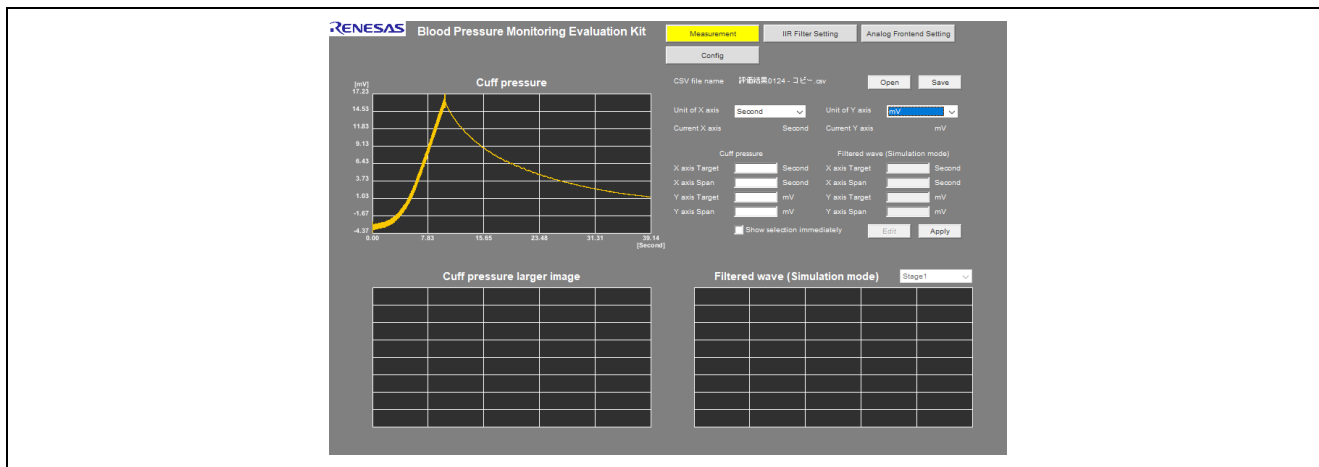 RENESAS Blood Pressure Monitoring Evaluation Kit
Measurement IIR Filter Setting Analog Frontend Setting
Config
CSV file name 評価結果0124 - コピー.csv Open Save
Cuff pressure
[mV]
17.23
14.53
11.83
9.13
6.43
3.73
1.03
-1.67
-4.37
0.00 7.83 15.65 23.48 31.31 39.14
[Second]
Unit of X axis Second Unit of Y axis mV
Current X axis Second Current Y axis mV
Cuff pressure Filtered wave (Simulation mode)
X axis Target Second X axis Target Second
X axis Span Second X axis Span Second
Y axis Target mV Y axis Target mV
Y axis Span mV Y axis Span mV
Show selection immediately Edit Apply
Cuff pressure larger image Filtered wave (Simulation mode) Stage1